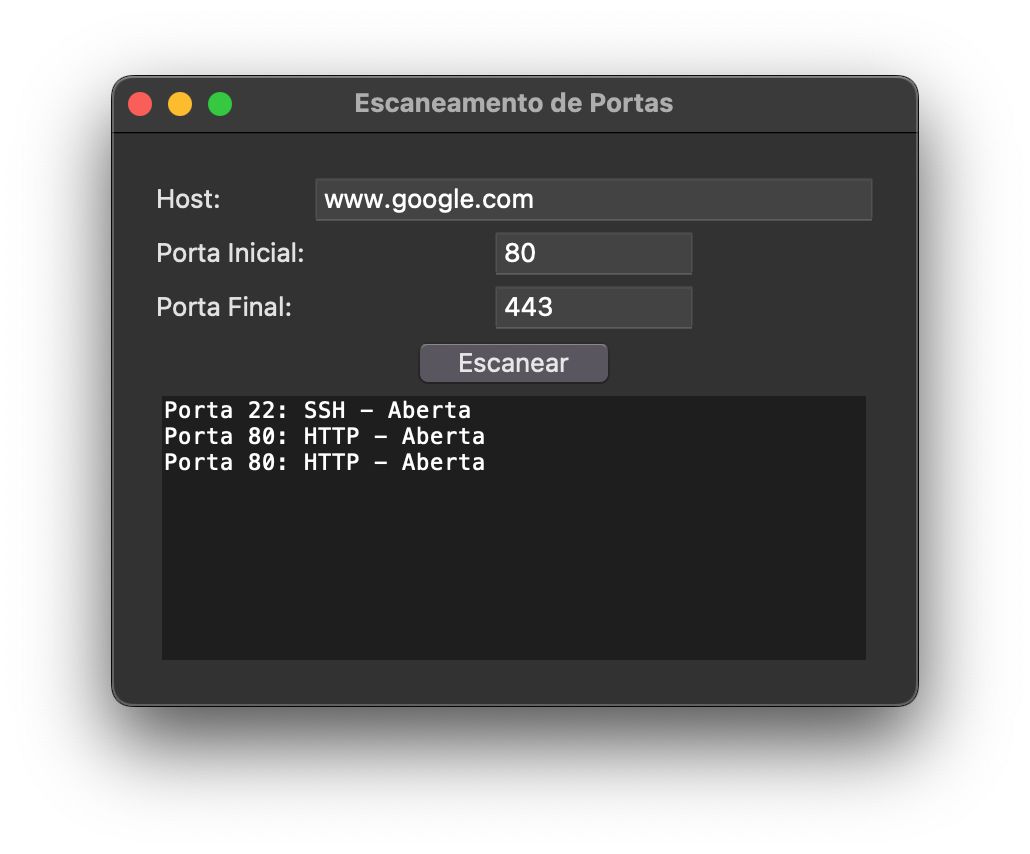 Escaneamento de Portas
Host: www.google.com
Porta Inicial: 80
Porta Final: 443
Escanear
Porta 22: SSH - Aberta
Porta 80: HTTP - Aberta
Porta 80: HTTP - Aberta